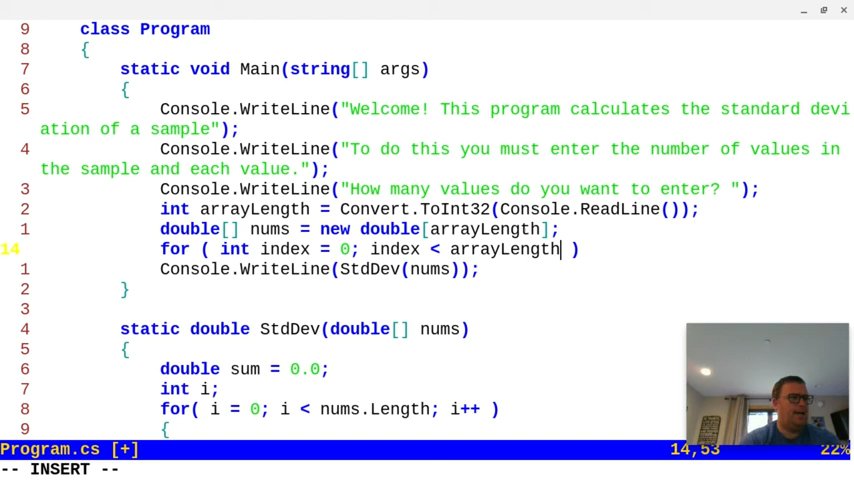 9 class Program
8 {
7 static void Main(string[] args)
6 {
5 Console.WriteLine("Welcome! This program calculates the standard devi
ation of a sample");
4 Console.WriteLine("To do this you must enter the number of values in
the sample and each value.");
3 Console.WriteLine("How many values do you want to enter? ");
2 int arrayLength = Convert.ToInt32(Console.ReadLine());
1 double[] nums = new double[arrayLength];
14 for ( int index = 0; index < arrayLength )
1 Console.WriteLine(StdDev(nums));
2 }
3
4 static double StdDev(double[] nums)
5 {
6 double sum = 0.0;
7 int i;
8 for( i = 0; i < nums.Length; i++ )
9 {
Program.cs [+] 14,53 22%
-- INSERT --